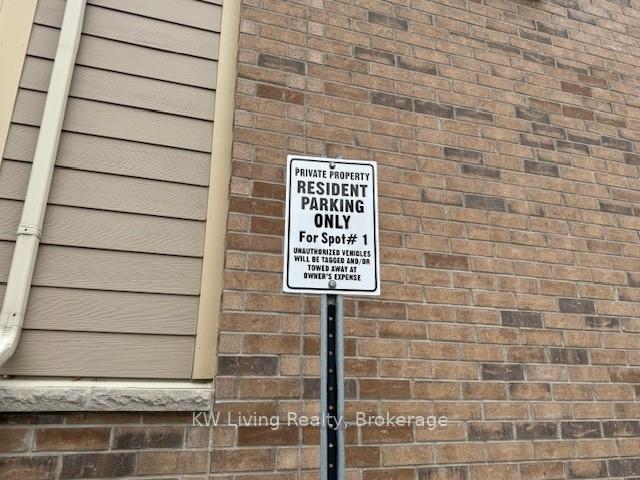 PRIVATE PROPERTY
RESIDENT
PARKING
ONLY
For Spot# 1
UNAUTHORIZED VEHICLES
WILL BE TAGGED AND/OR
TOWED AWAY AT
OWNER'S EXPENSE
KW Living Realty, Brokerage